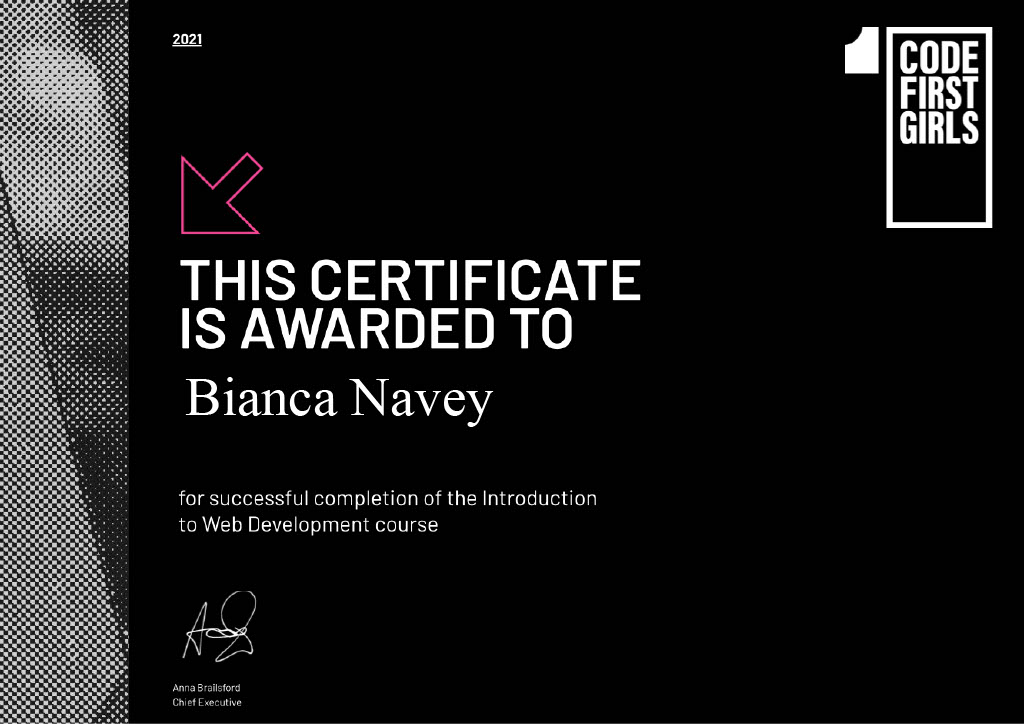 2021
CODE
FIRST
GIRLS
THIS CERTIFICATE
IS AWARDED TO
Bianca Navey
for successful completion of the Introduction
to Web Development course
Anna Brailsford
Chief Executive